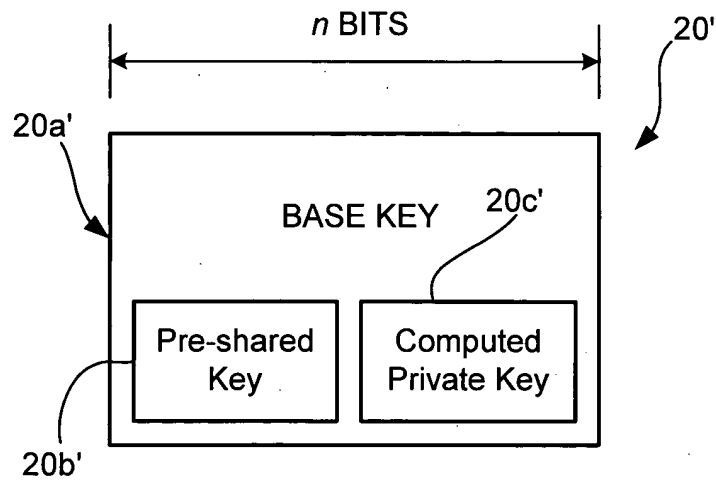 n BITS
20'
20a'
20c'
BASE KEY
Pre-shared
Key
Computed
Private Key
20b'